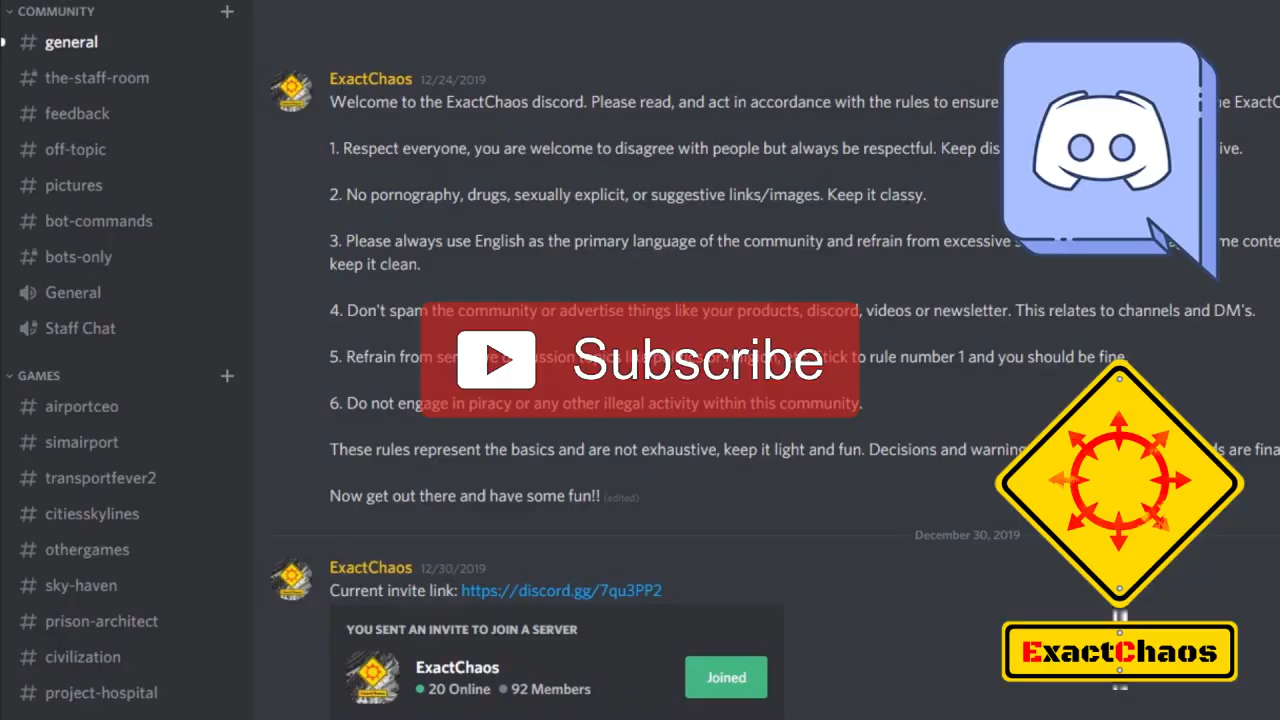 COMMUNITY
general
the-staff-room
feedback
off-topic
pictures
bot-commands
bots-only
General
Staff Chat
GAMES
airportceo
simairport
transportfever2
citiesskylines
othergames
sky-haven
prison-architect
civilization
project-hospital
ExactChaos 12/24/2019
Welcome to the ExactChaos discord. Please read, and act in accordance with the rules to ensure
1. Respect everyone, you are welcome to disagree with people but always be respectful. Keep
2. No pornography, drugs, sexually explicit, or suggestive links/images. Keep it classy.
3. Please always use English as the primary language of the community and refrain from excessive
keep it clean.
4. Don't spam the community or advertise things like your products, discord, videos or newsletter. This relates to channels and DM's.
5. Refrain from discussion topics like politics or religion, etc. Stick to rule number 1 and you should be fine.
6. Do not engage in piracy or any other illegal activity within this community.
These rules represent the basics and are not exhaustive, keep it light and fun. Decisions and are
Now get out there and have some fun!! (edited)
Subscribe
December 30, 2019
ExactChaos 12/30/2019
Current invite link: https://discord.gg/7qu3PP2
YOU SENT AN INVITE TO JOIN A SERVER
ExactChaos
20 Online 92 Members
Joined
ExactChaos